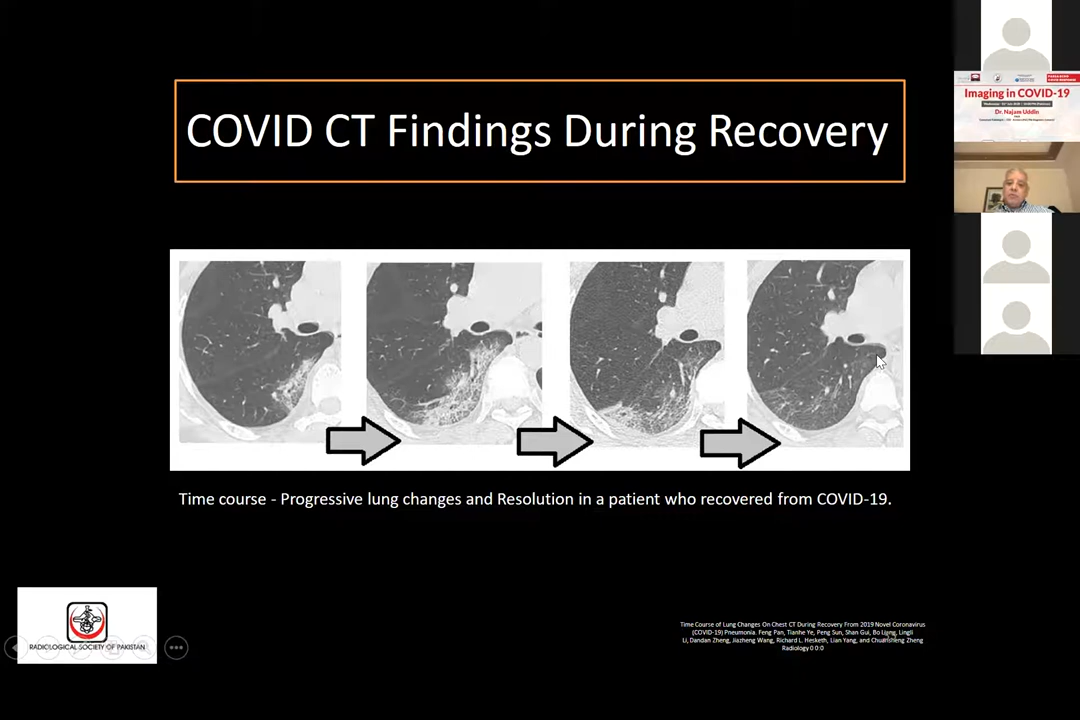 COVID CT Findings During Recovery
Imaging in COVID-19
Dr. Najam Uddin
Time course - Progressive lung changes and Resolution in a patient who recovered from COVID-19.
RADIOLOGICAL SOCIETY OF PAKISTAN
Time Course of Lung Changes On Chest CT During Recovery From 2019 Novel Coronavirus
(COVID-19) Pneumonia. Feng Pan, Tianhe Ye, Peng Sun, Shan Gui, Bo Liang, Lingli
Li, Dandan Zheng, Jiazheng Wang, Richard L. Hesketh, Lian Yang, and Chuansheng Zheng
Radiology 0 0:0